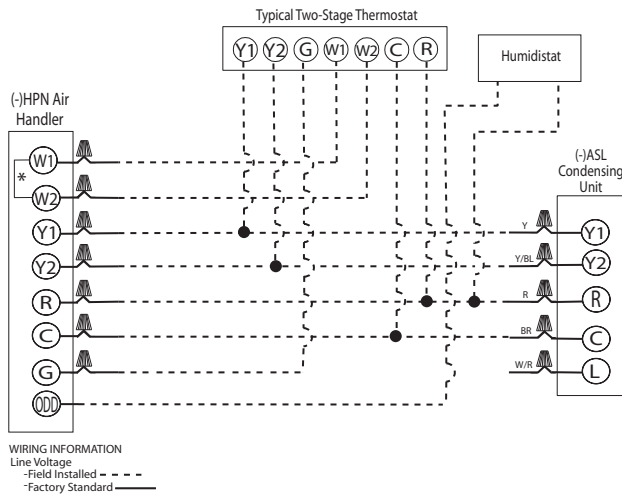 Typical Two-Stage Thermostat
Y1 Y2 G W1 W2 C R
Humidistat
(-)HPN Air
Handler
W1
*
W2
Y1
Y2
R
C
G
ODD
(-)ASL
Condensing
Unit
Y Y1
Y/BL Y2
R R
BR C
W/R L
WIRING INFORMATION
Line Voltage
-Field Installed
-Factory Standard